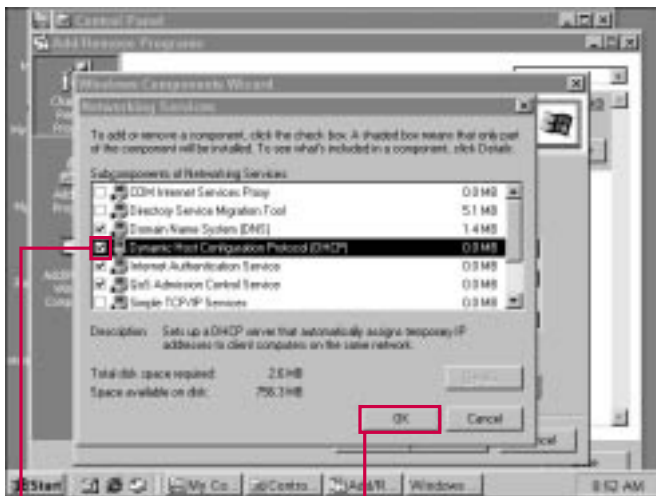 Control Panel
Add/Remove Programs
Windows Components Wizard
Networking Services
To add or remove a component, click the check box. A shaded box means that only part
of the component will be installed. To see what's included in a component, click Details.
Subcomponents of Networking Services:
COM Internet Services Proxy 0.0 MB
Directory Service Migration Tool 5.1 MB
Domain Name System (DNS) 1.4 MB
Dynamic Host Configuration Protocol (DHCP) 0.0 MB
Internet Authentication Service 0.0 MB
QoS Admission Control Service 0.0 MB
Simple TCP/IP Services 0.0 MB
Description: Sets up a DHCP server that automatically assigns temporary IP
addresses to client computers on the same network.
Total disk space required: 2.6 MB
Space available on disk: 756.3 MB
OK Cancel
Start My Co... Contro... Add/R... Windows ... 8:52 AM